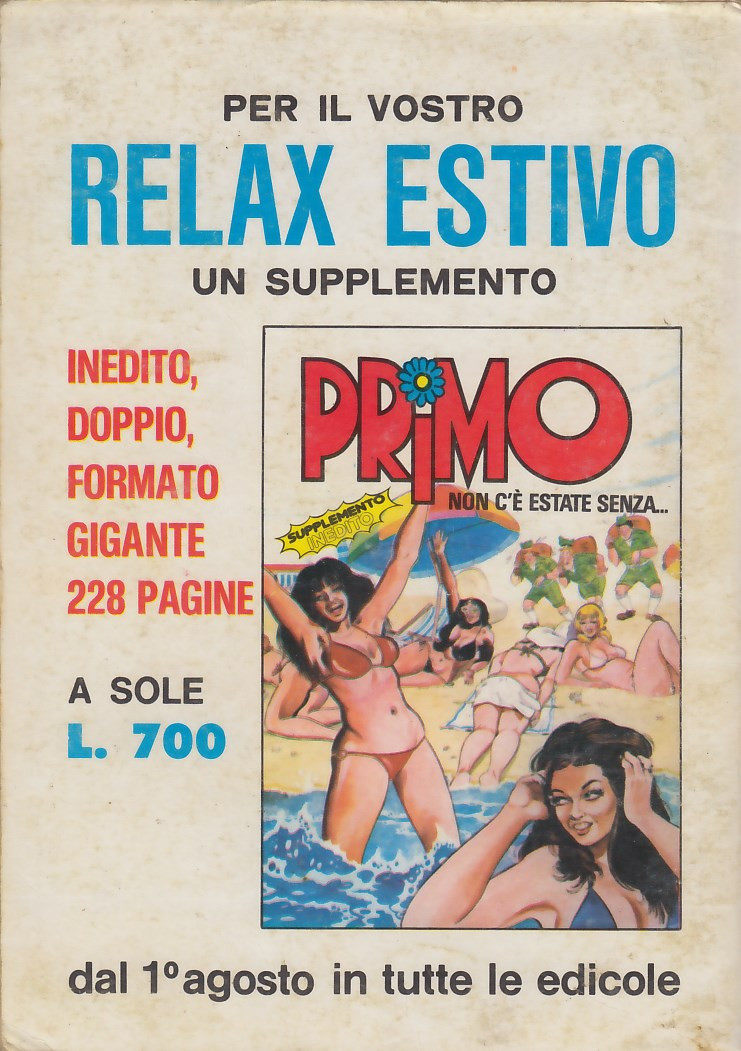 PER IL VOSTRO
RELAX ESTIVO
UN SUPPLEMENTO
INEDITO,
DOPPIO,
FORMATO
GIGANTE
228 PAGINE
A SOLE
L. 700
PRiMO
NON C'È ESTATE SENZA...
SUPPLEMENTO
INEDITO
dal 1º agosto in tutte le edicole